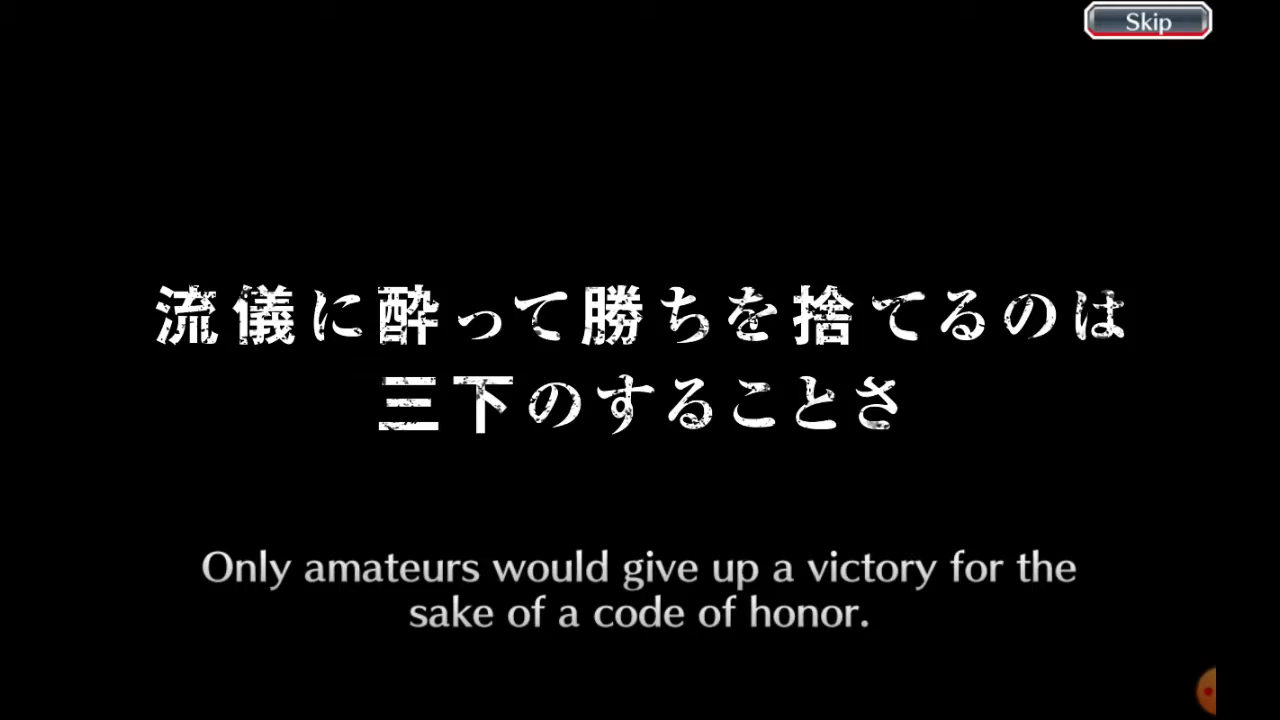 Skip
流儀に酔って勝ちを捨てるのは
三下のすることさ
Only amateurs would give up a victory for the
sake of a code of honor.